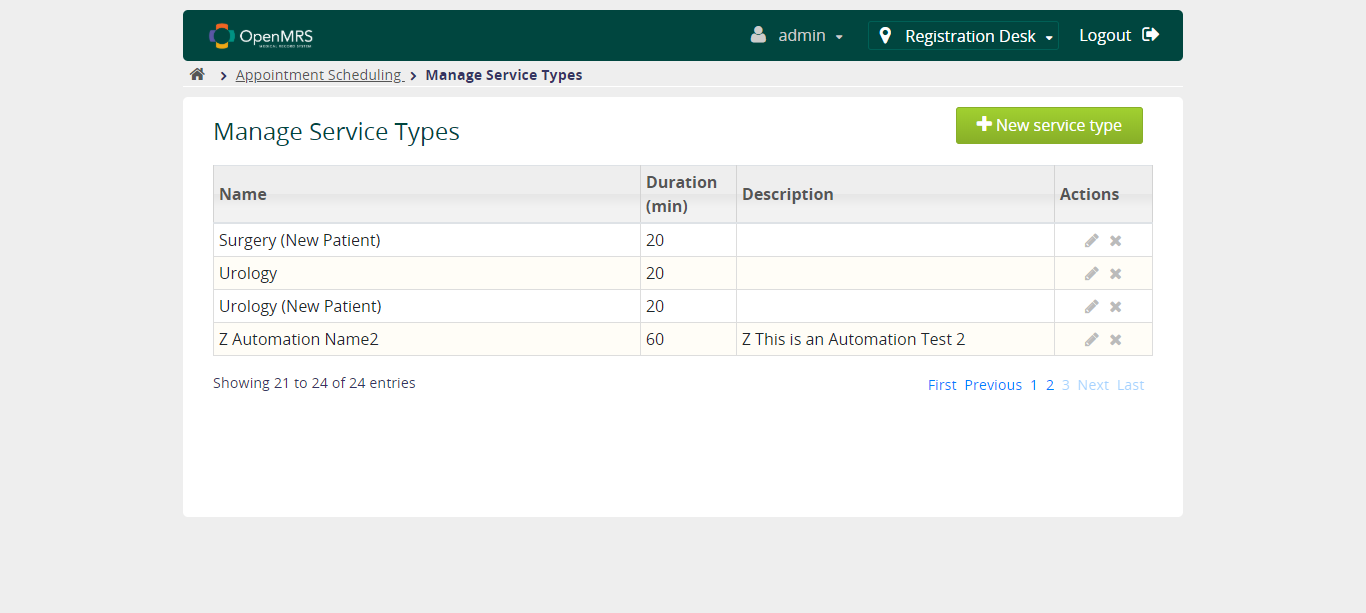 OpenMRS
MEDICAL RECORD SYSTEM
admin
Registration Desk
Logout
Appointment Scheduling
Manage Service Types
Manage Service Types
New service type
Name Duration (min) Description Actions
Surgery (New Patient) 20
Urology 20
Urology (New Patient) 20
Z Automation Name2 60 Z This is an Automation Test 2
Showing 21 to 24 of 24 entries
First Previous 1 2 3 Next Last